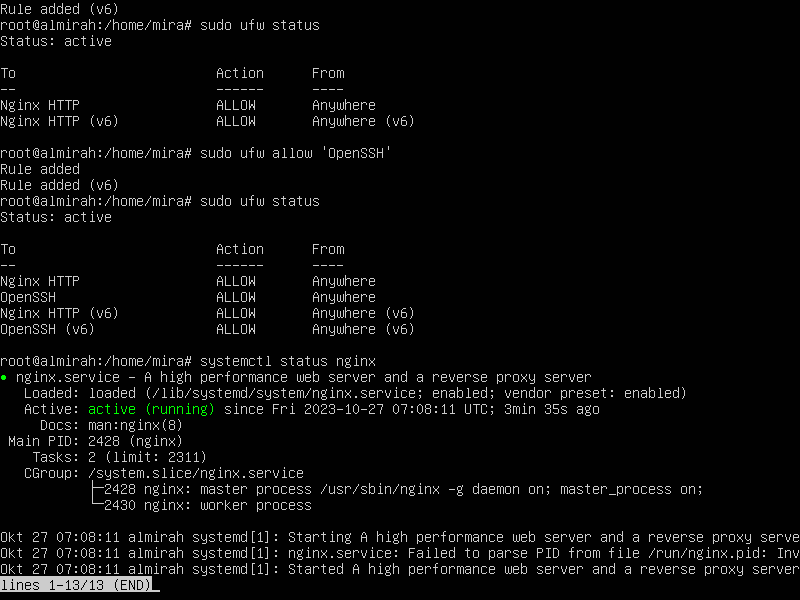 Rule added (v6)
root@almirah:/home/mira# sudo ufw status
Status: active
To                         Action      From
--                         ------      ----
Nginx HTTP                 ALLOW       Anywhere
Nginx HTTP (v6)            ALLOW       Anywhere (v6)
root@almirah:/home/mira# sudo ufw allow 'OpenSSH'
Rule added
Rule added (v6)
root@almirah:/home/mira# sudo ufw status
Status: active
To                         Action      From
--                         ------      ----
Nginx HTTP                 ALLOW       Anywhere
OpenSSH                    ALLOW       Anywhere
Nginx HTTP (v6)            ALLOW       Anywhere (v6)
OpenSSH (v6)               ALLOW       Anywhere (v6)
root@almirah:/home/mira# systemctl status nginx
● nginx.service - A high performance web server and a reverse proxy server
   Loaded: loaded (/lib/systemd/system/nginx.service; enabled; vendor preset: enabled)
   Active: active (running) since Fri 2023-10-27 07:08:11 UTC; 3min 35s ago
     Docs: man:nginx(8)
 Main PID: 2428 (nginx)
    Tasks: 2 (limit: 2311)
   CGroup: /system.slice/nginx.service
           ├─2428 nginx: master process /usr/sbin/nginx -g daemon on; master_process on;
           └─2430 nginx: worker process
Okt 27 07:08:11 almirah systemd[1]: Starting A high performance web server and a reverse proxy serve
Okt 27 07:08:11 almirah systemd[1]: nginx.service: Failed to parse PID from file /run/nginx.pid: Inv
Okt 27 07:08:11 almirah systemd[1]: Started A high performance web server and a reverse proxy server
lines 1-13/13 (END)